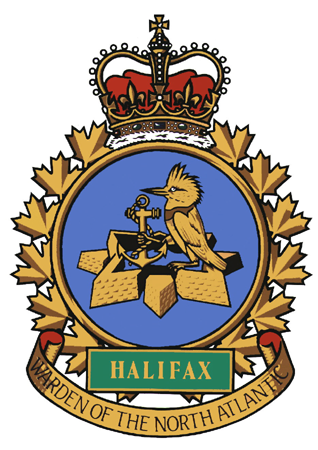 HALIFAX
WARDEN OF THE NORTH ATLANTIC